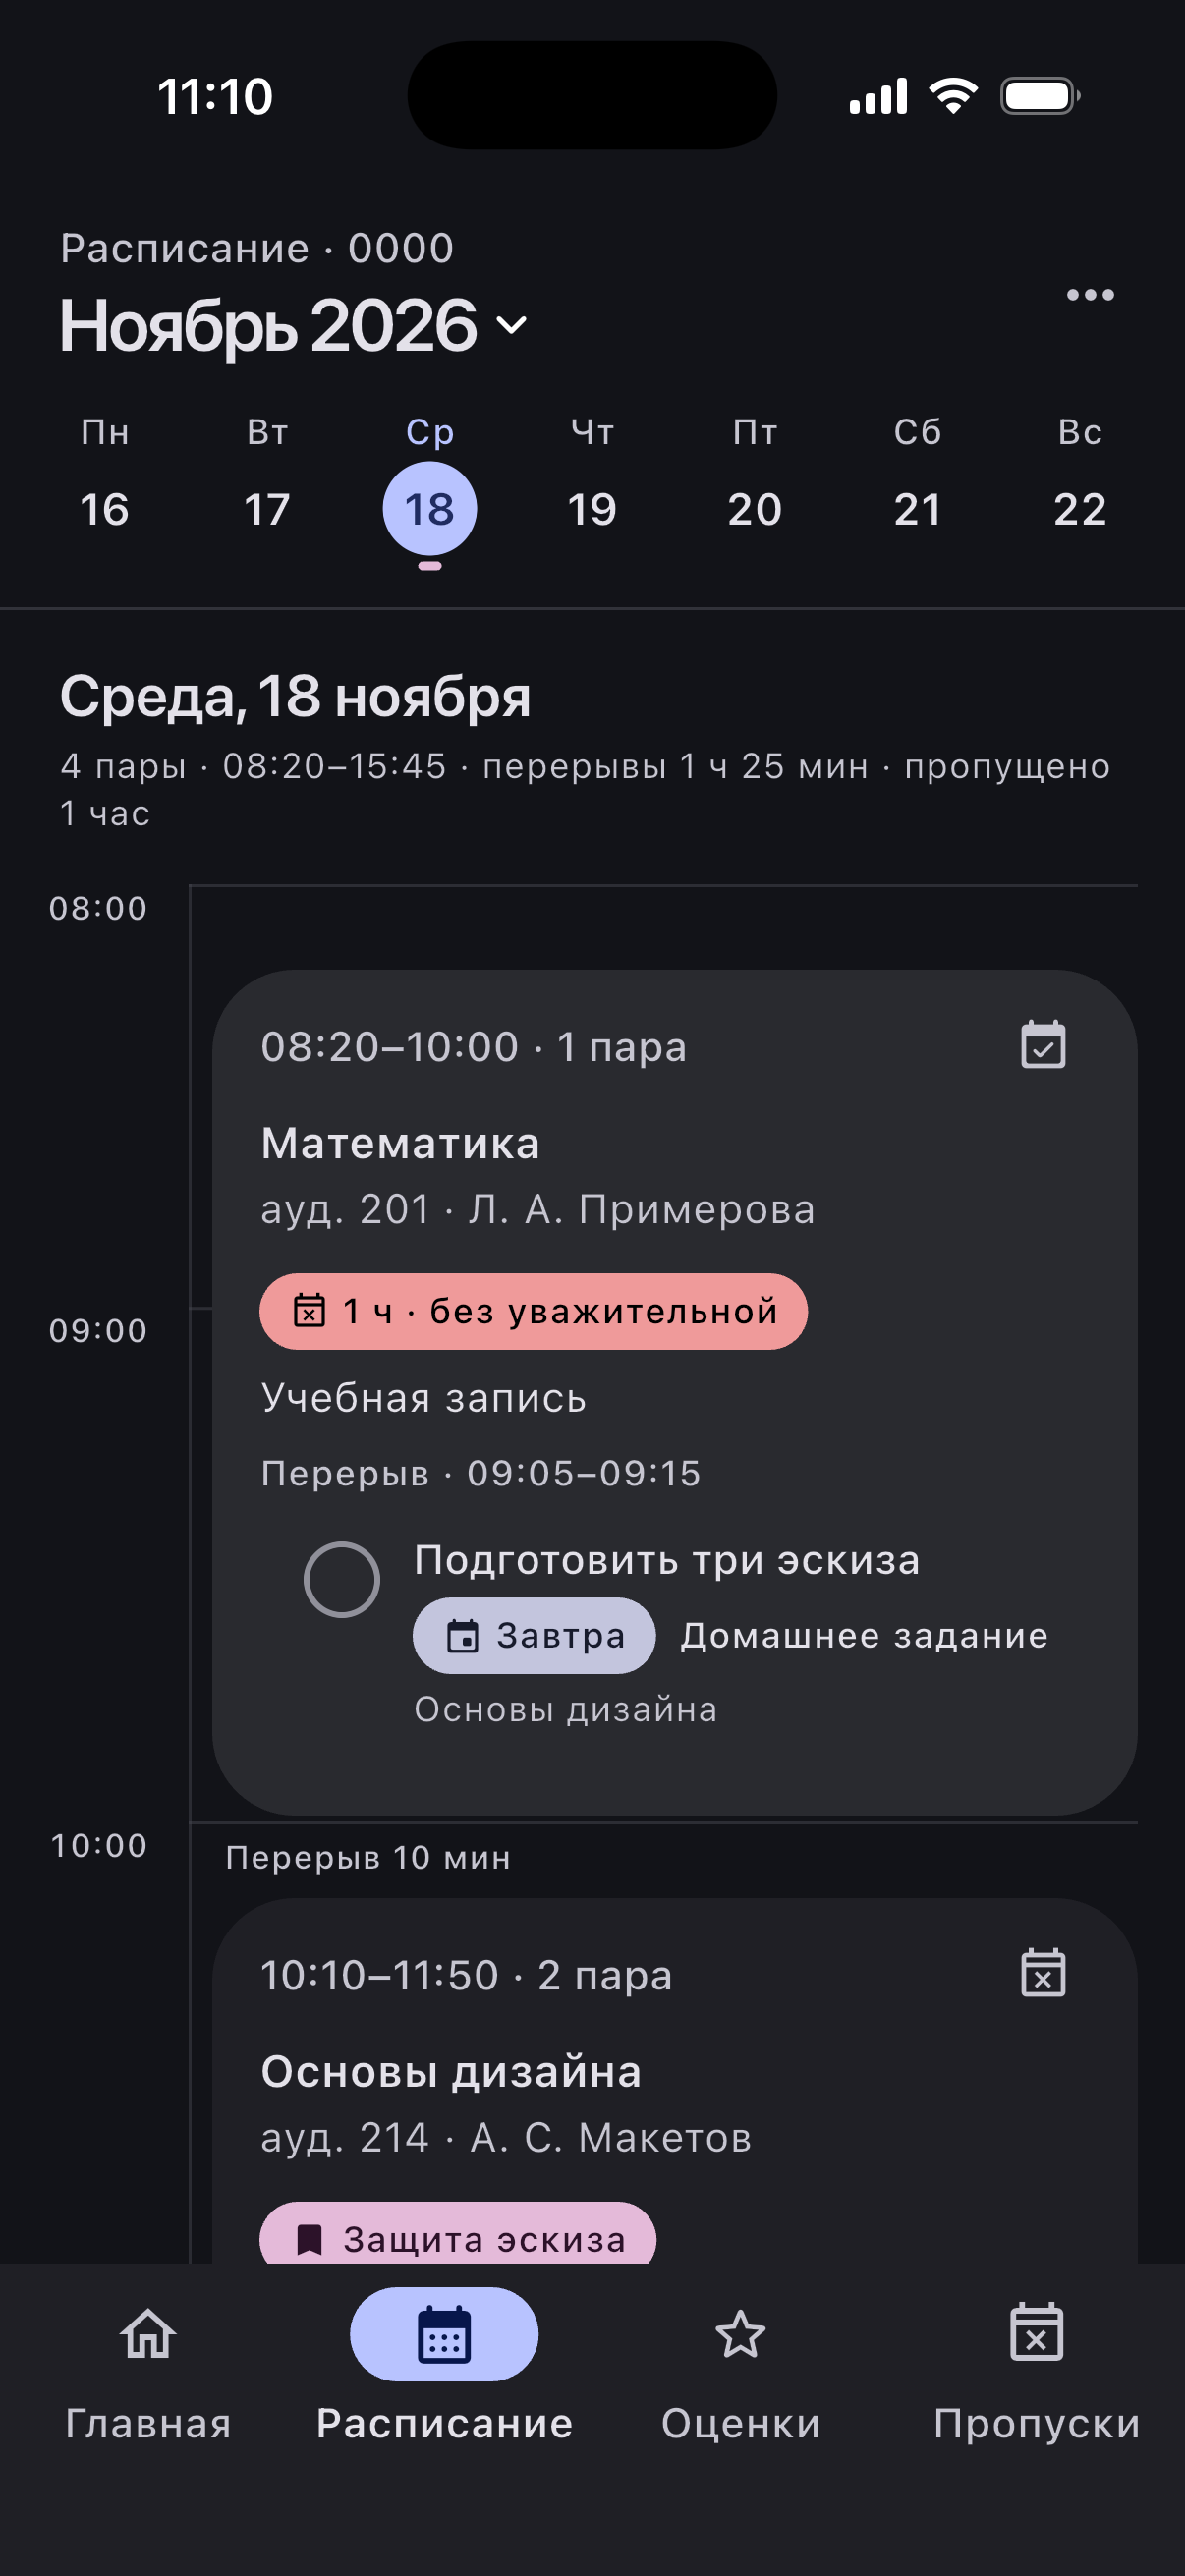 11:10
Расписание · 0000
Ноябрь 2026
Пн Вт Ср Чт Пт Сб Вс
16 17 18 19 20 21 22
Среда, 18 ноября
4 пары · 08:20–15:45 · перерывы 1 ч 25 мин · пропущено
1 час
08:00
08:20–10:00 · 1 пара
Математика
ауд. 201 · Л. А. Примерова
1 ч · без уважительной
09:00
Учебная запись
Перерыв · 09:05–09:15
Подготовить три эскиза
Завтра Домашнее задание
Основы дизайна
10:00
Перерыв 10 мин
10:10–11:50 · 2 пара
Основы дизайна
ауд. 214 · А. С. Макетов
Защита эскиза
Главная Расписание Оценки Пропуски